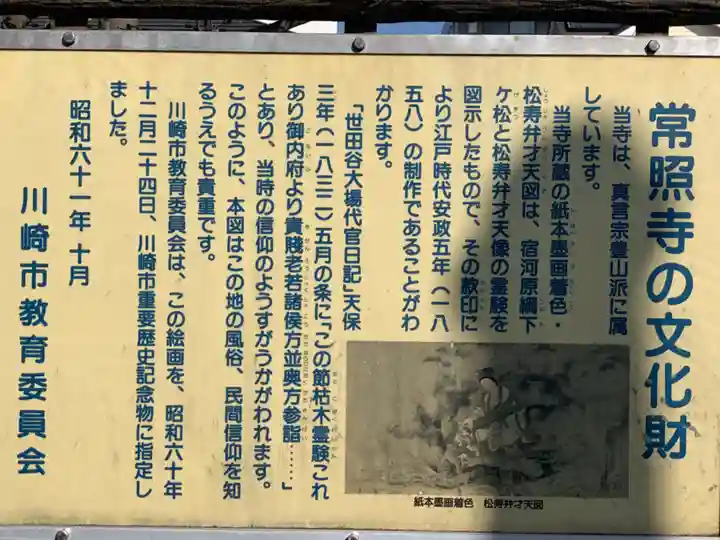 常照寺の文化財
当寺は、真言宗豊山派に属
しています。
当寺所蔵の紙本墨画着色・
松寿弁才天図は、宿河原綱下
ケ松と松寿弁才天像の霊験を
図示したもので、その款印に
より江戸時代安政五年(一八
五八)の制作であることがわ
かります。
「世田谷大場代官日記」天保
三年(一八三二)五月の条に「この節枯木霊験これ
あり御内府より貴賤老若諸侯方並奥方参詣……」
とあり、当時の信仰のようすがうかがわれます。
このように、本図はこの地の風俗、民間信仰を知
るうえでも貴重です。
川崎市教育委員会は、この絵画を、昭和六十年
十二月二十四日、川崎市重要歴史記念物に指定し
ました。
昭和六十一年十月
川崎市教育委員会
紙本墨画着色 松寿弁才天図